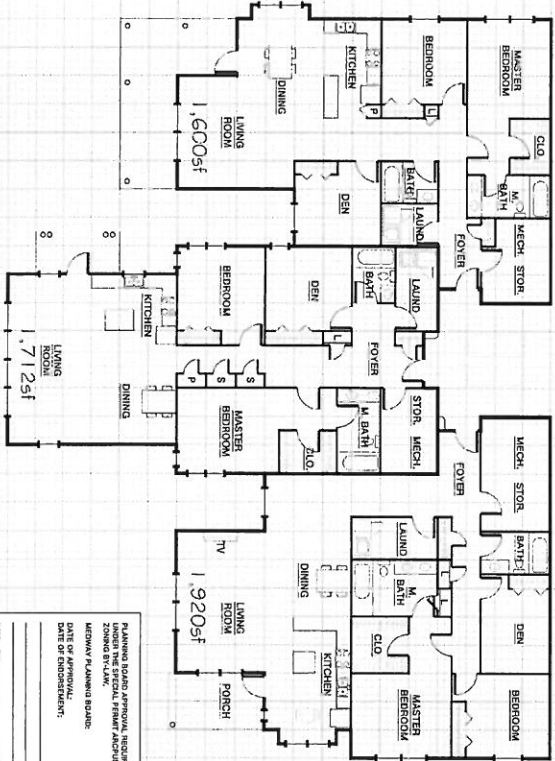 MASTER
BEDROOM
BEDROOM
KITCHEN
DINING
LIVING
ROOM
1,600sf
CLO.
M.
BATH
L
P
BATH
LAUND
DEN
MECH.
STOR.
FOYER
LAUND
BATH
DEN
BEDROOM
KITCHEN
LIVING
ROOM
1,712sf
DINING
FOYER
L
S
S
P
MASTER
BEDROOM
CLO.
M. BATH
STOR.
MECH.
MECH.
STOR.
FOYER
BATH
LAUND
M.
BATH
L
L
DEN
DINING
TV
LIVING
ROOM
1,920sf
CLO
KITCHEN
PORCH
MASTER
BEDROOM
BEDROOM
PLANNING BOARD APPROVAL
UNDER THE SPECIAL PERMIT
ZONING BY-LAW.
MEDWAY PLANNING BOARD:
DATE OF APPROVAL:
DATE OF ENDORSEMENT: